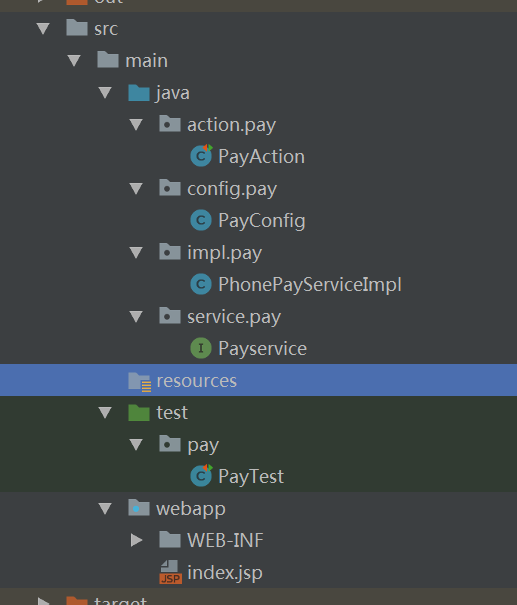 out
src
main
java
action.pay
PayAction
config.pay
PayConfig
impl.pay
PhonePayServiceImpl
service.pay
Payservice
resources
test
pay
PayTest
webapp
WEB-INF
index.jsp
target